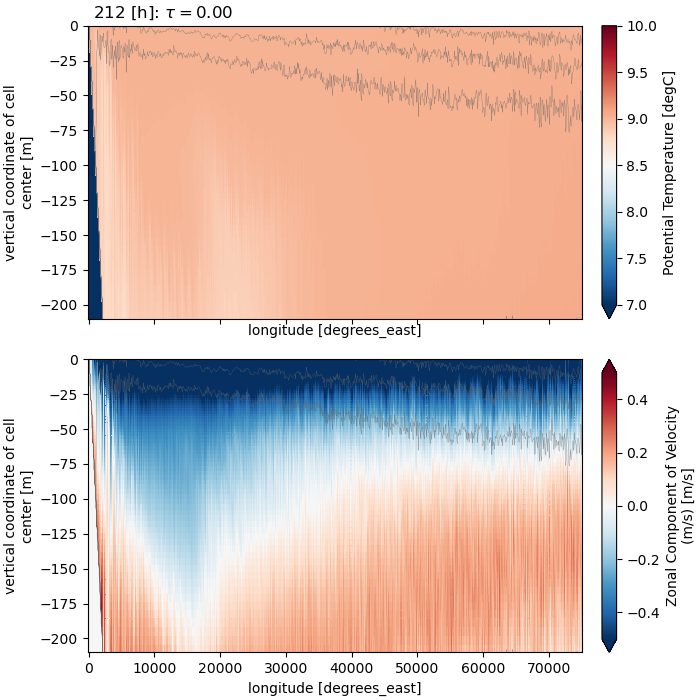 212 [h]: τ = 0.00
0
−25
−50
−75
−100
−125
−150
−175
−200
vertical coordinate of cell
center [m]
longitude [degrees_east]
10.0
9.5
9.0
8.5
8.0
7.5
7.0
Potential Temperature [degC]
0
−25
−50
−75
−100
−125
−150
−175
−200
vertical coordinate of cell
center [m]
0 10000 20000 30000 40000 50000 60000 70000
longitude [degrees_east]
0.4
0.2
0.0
−0.2
−0.4
Zonal Component of Velocity
(m/s) [m/s]